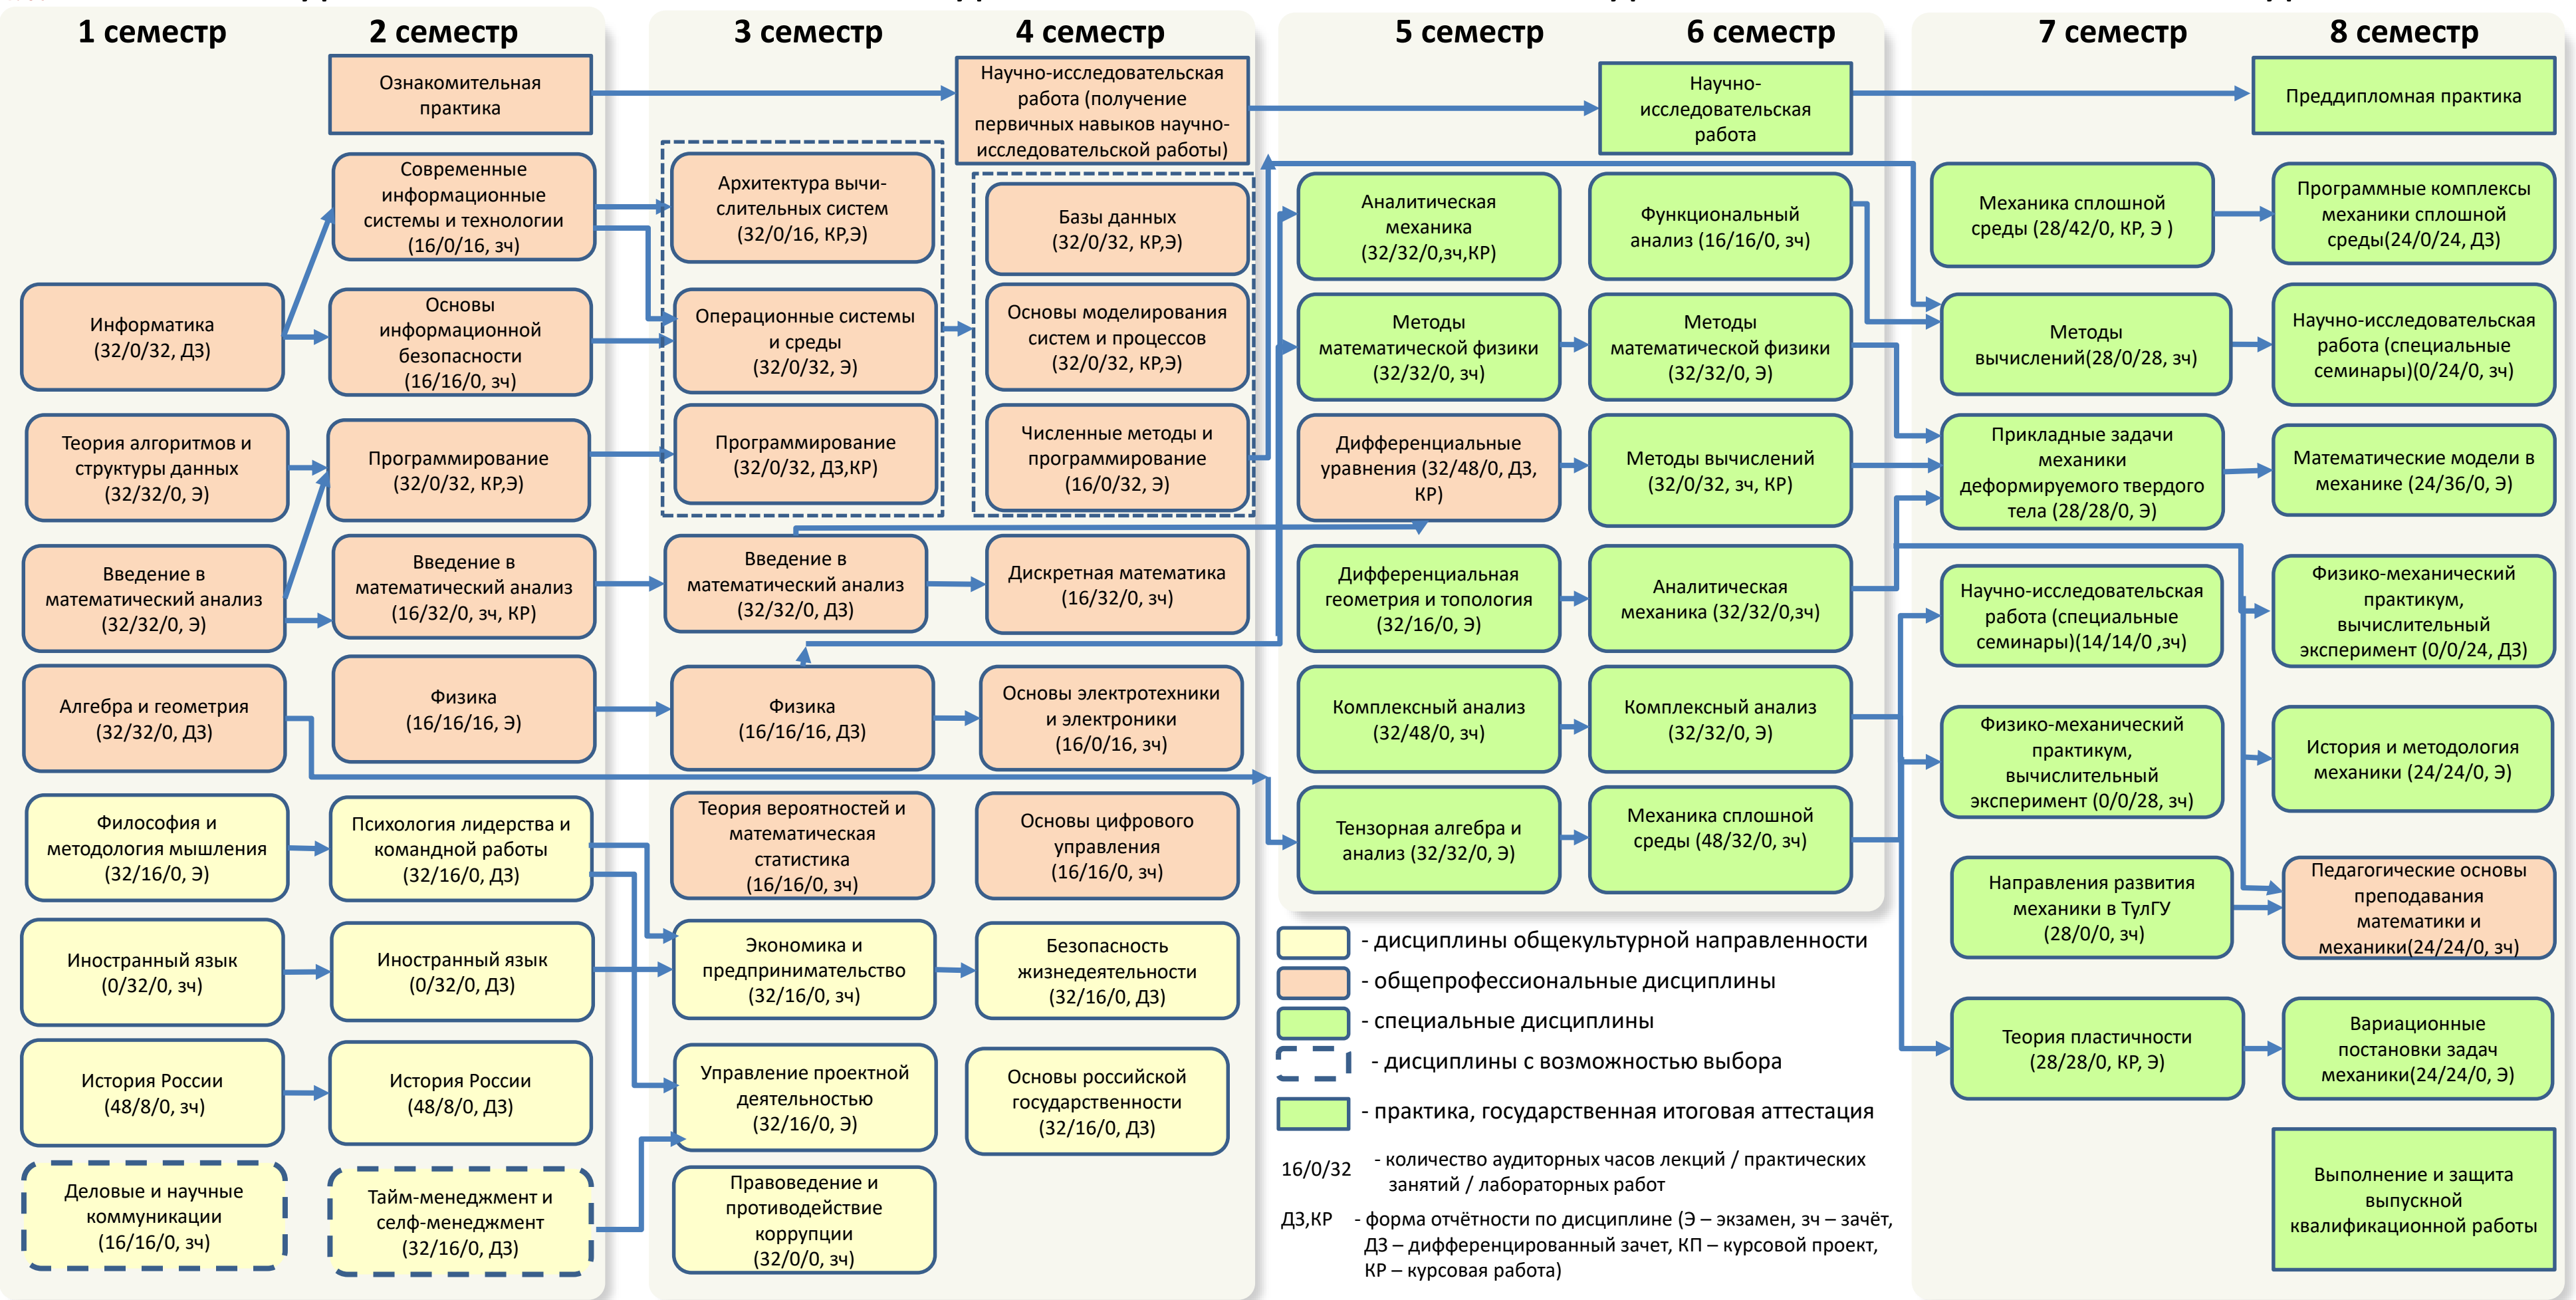 1 семестр
2 семестр
3 семестр
4 семестр
5 семестр
6 семестр
7 семестр
8 семестр
Информатика
(32/0/32, ДЗ)
Теория алгоритмов и
структуры данных
(32/32/0, Э)
Введение в
математический анализ
(32/32/0, Э)
Алгебра и геометрия
(32/32/0, ДЗ)
Философия и
методология мышления
(32/16/0, Э)
Иностранный язык
(0/32/0, зч)
История России
(48/8/0, зч)
Деловые и научные
коммуникации
(16/16/0, зч)
Ознакомительная
практика
Современные
информационные
системы и технологии
(16/0/16, зч)
Основы
информационной
безопасности
(16/16/0, зч)
Программирование
(32/0/32, КР,Э)
Введение в
математический анализ
(16/32/0, зч, КР)
Физика
(16/16/16, Э)
Психология лидерства и
командной работы
(32/16/0, ДЗ)
Иностранный язык
(0/32/0, ДЗ)
История России
(48/8/0, ДЗ)
Тайм-менеджмент и
селф-менеджмент
(32/16/0, ДЗ)
Архитектура вычи-
слительных систем
(32/0/16, КР,Э)
Операционные системы
и среды
(32/0/32, Э)
Программирование
(32/0/32, ДЗ,КР)
Введение в
математический анализ
(32/32/0, ДЗ)
Физика
(16/16/16, ДЗ)
Теория вероятностей и
математическая
статистика
(16/16/0, зч)
Экономика и
предпринимательство
(32/16/0, зч)
Управление проектной
деятельностью
(32/16/0, Э)
Правоведение и
противодействие
коррупции
(32/0/0, зч)
Научно-исследовательская
работа (получение
первичных навыков научно-
исследовательской работы)
Базы данных
(32/0/32, КР,Э)
Основы моделирования
систем и процессов
(32/0/32, КР,Э)
Численные методы и
программирование
(16/0/32, Э)
Дискретная математика
(16/32/0, зч)
Основы электротехники
и электроники
(16/0/16, зч)
Основы цифрового
управления
(16/16/0, зч)
Безопасность
жизнедеятельности
(32/16/0, ДЗ)
Основы российской
государственности
(32/16/0, ДЗ)
Аналитическая
механика
(32/32/0,зч,КР)
Методы
математической физики
(32/32/0, зч)
Дифференциальные
уравнения (32/48/0, ДЗ,
КР)
Дифференциальная
геометрия и топология
(32/16/0, Э)
Комплексный анализ
(32/48/0, зч)
Тензорная алгебра и
анализ (32/32/0, Э)
Научно-
исследовательская
работа
Функциональный
анализ (16/16/0, зч)
Методы
математической физики
(32/32/0, Э)
Методы вычислений
(32/0/32, зч, КР)
Аналитическая
механика (32/32/0,зч)
Комплексный анализ
(32/32/0, Э)
Механика сплошной
среды (48/32/0, зч)
Механика сплошной
среды (28/42/0, КР, Э )
Методы
вычислений(28/0/28, зч)
Прикладные задачи
механики
деформируемого твердого
тела (28/28/0, Э)
Научно-исследовательская
работа (специальные
семинары)(14/14/0 ,зч)
Физико-механический
практикум,
вычислительный
эксперимент (0/0/28, зч)
Направления развития
механики в ТулГУ
(28/0/0, зч)
Теория пластичности
(28/28/0, КР, Э)
Преддипломная практика
Программные комплексы
механики сплошной
среды(24/0/24, ДЗ)
Научно-исследовательская
работа (специальные
семинары)(0/24/0, зч)
Математические модели в
механике (24/36/0, Э)
Физико-механический
практикум,
вычислительный
эксперимент (0/0/24, ДЗ)
История и методология
механики (24/24/0, Э)
Педагогические основы
преподавания
математики и
механики(24/24/0, зч)
Вариационные
постановки задач
механики(24/24/0, Э)
Выполнение и защита
выпускной
квалификационной работы
- дисциплины общекультурной направленности
- общепрофессиональные дисциплины
- специальные дисциплины
- дисциплины с возможностью выбора
- практика, государственная итоговая аттестация
16/0/32 - количество аудиторных часов лекций / практических
занятий / лабораторных работ
ДЗ,КР - форма отчётности по дисциплине (Э – экзамен, зч – зачёт,
ДЗ – дифференцированный зачет, КП – курсовой проект,
КР – курсовая работа)